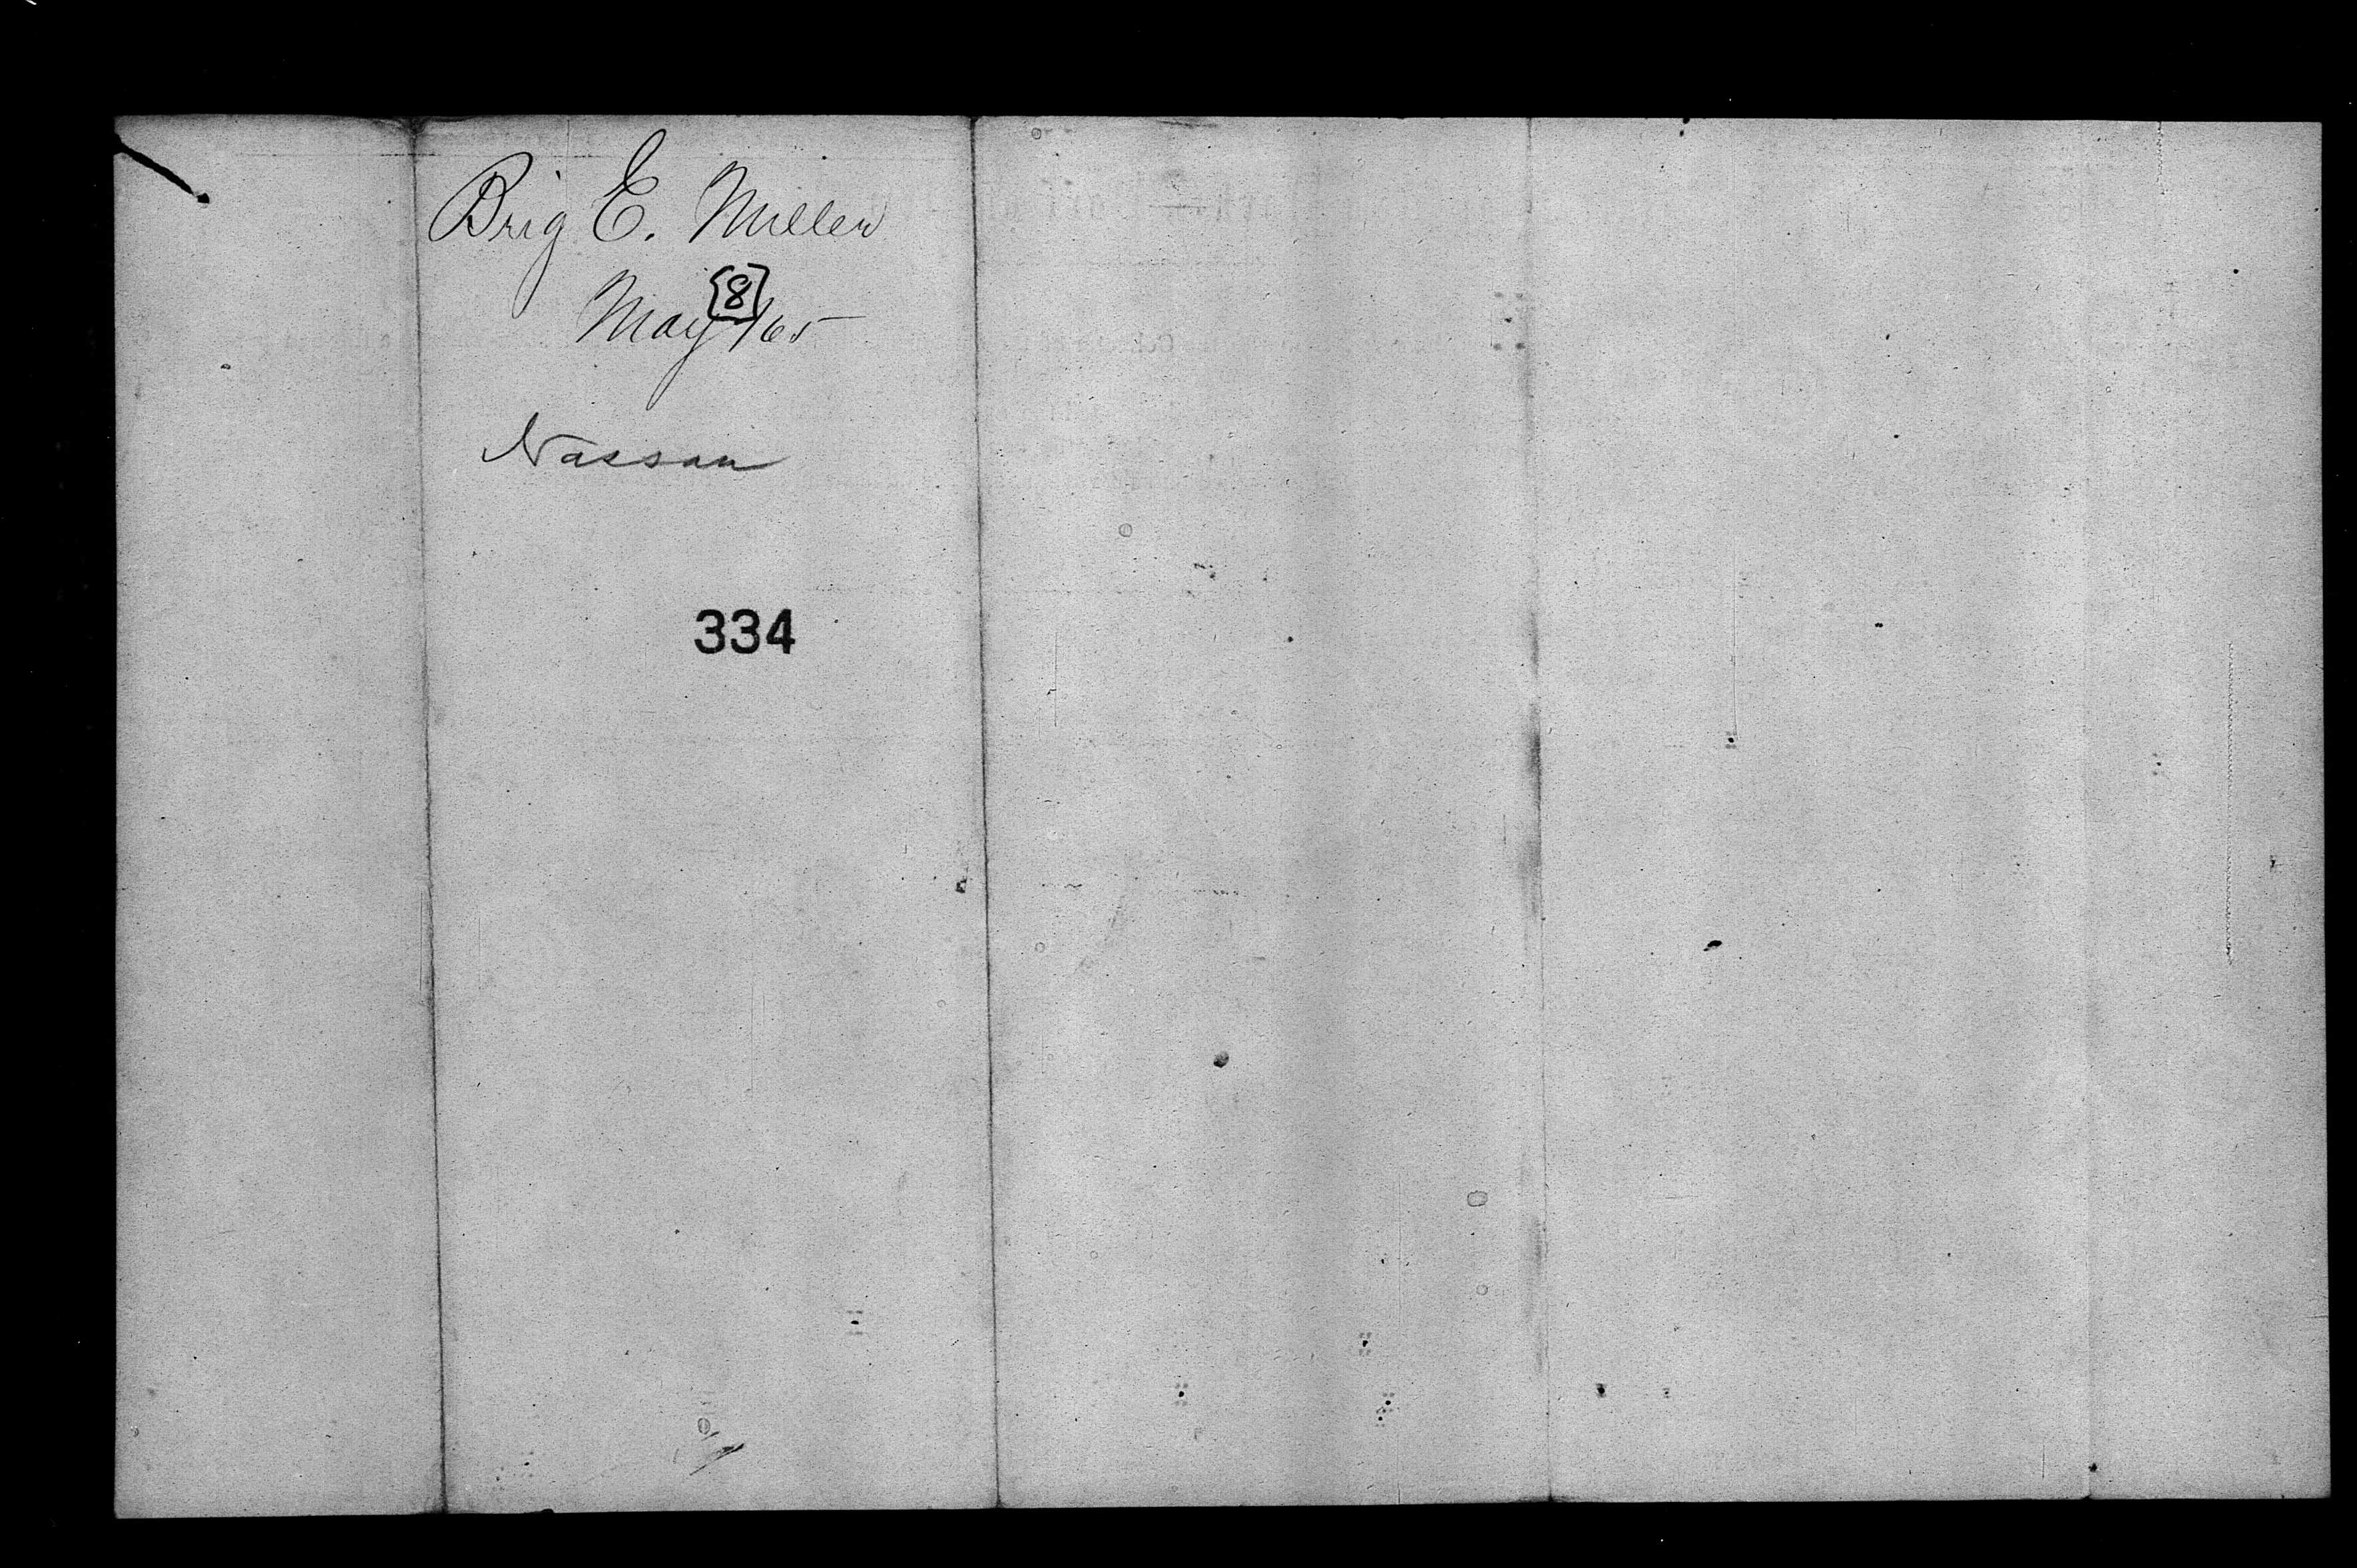 Brig E. Miller
[8]
May /65
Nassau
334